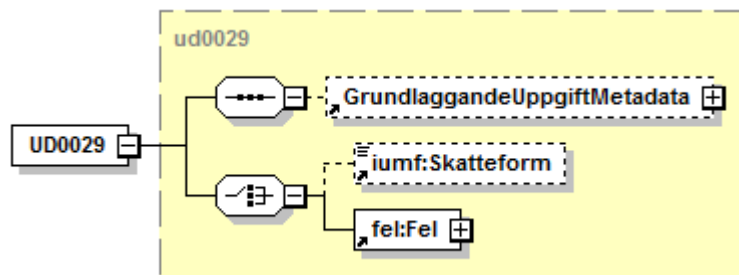 ud0029
GrundlaggandeUppgiftMetadata
UD0029
iumf:Skatteform
fel:Fel